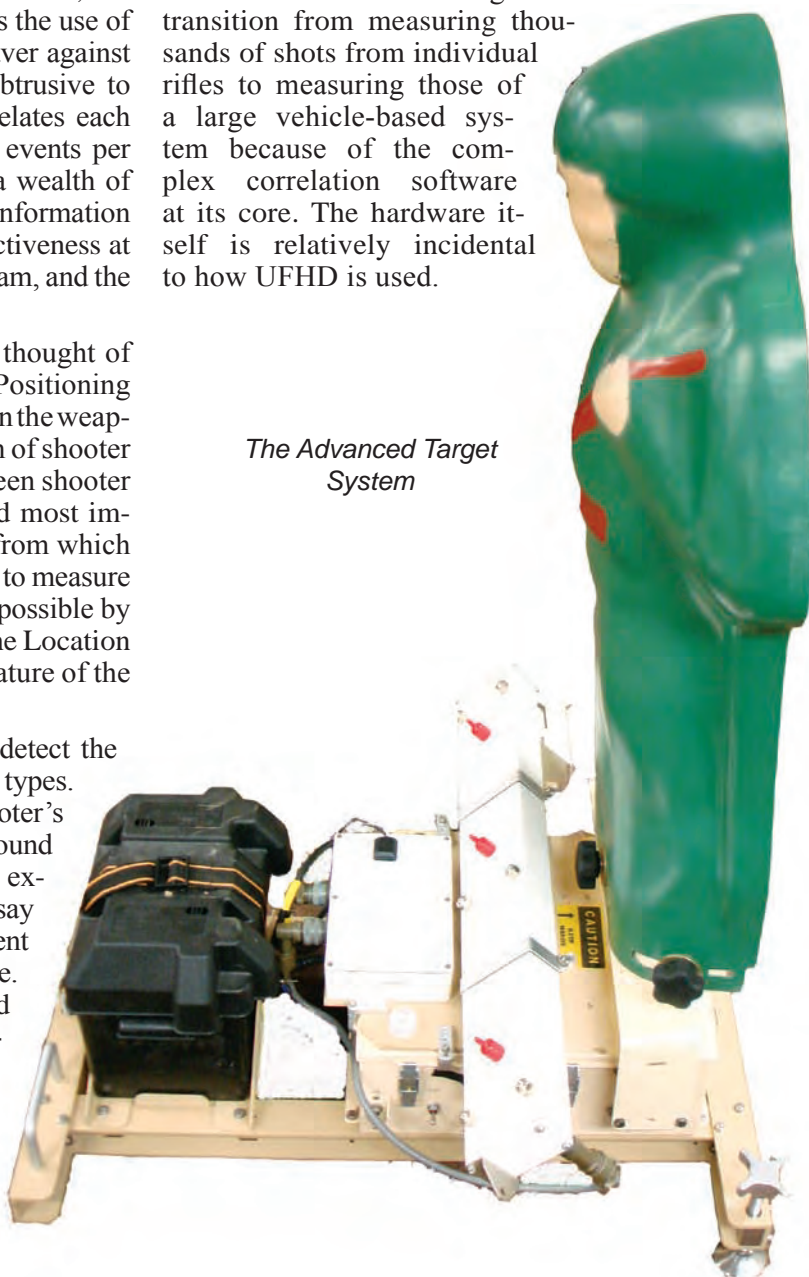 s the use of
ver against
btrusive to
elates each
events per
a wealth of
nformation
ctiveness at
am, and the
thought of
Positioning
n the weap-
n of shooter
een shooter
d most im-
from which
to measure
possible by
ne Location
ature of the
detect the
types.
oter's
ound
ex-
say
ent
e.
d
transition from measuring thou-
sands of shots from individual
rifles to measuring those of
a large vehicle-based sys-
tem because of the com-
plex correlation software
at its core. The hardware it-
self is relatively incidental
to how UFHD is used.
The Advanced Target
System
CAUTION